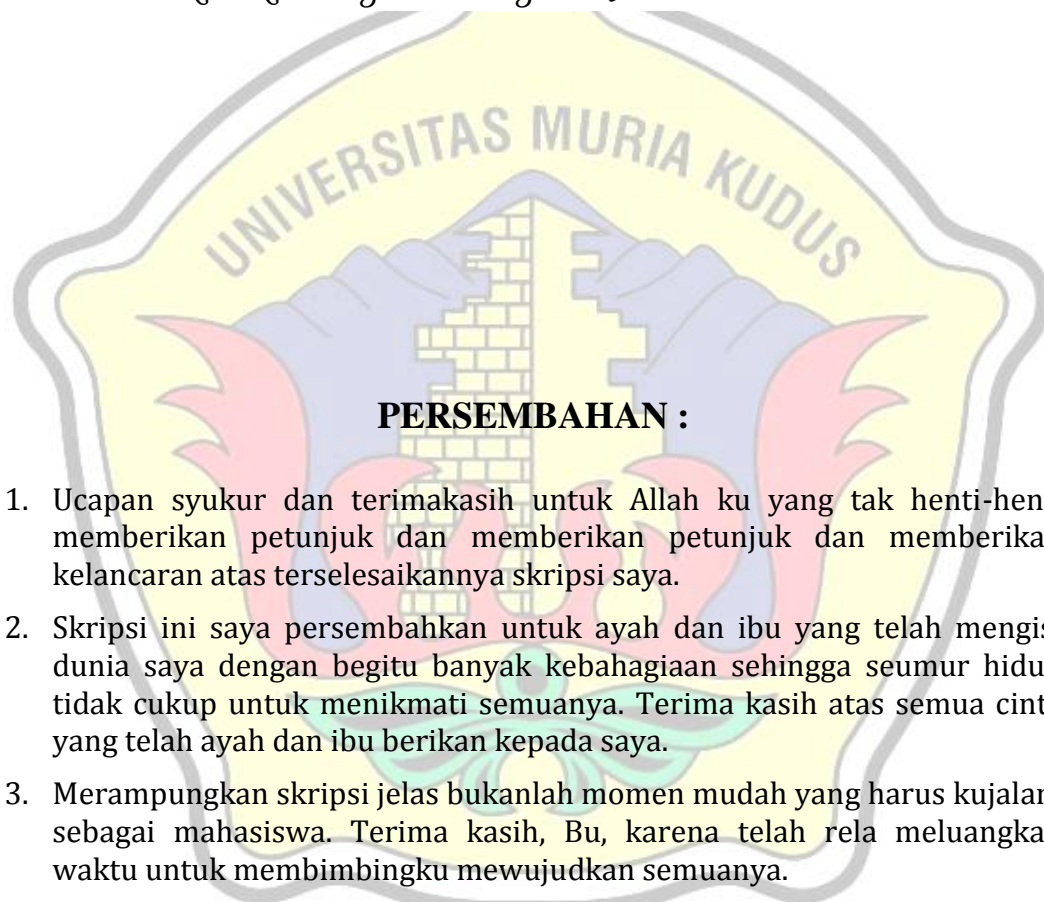 UNIVERSITAS MURIA KUDUS
PERSEMBAHAN :
1. Ucapan syukur dan terimakasih untuk Allah ku yang tak henti-hen
memberikan petunjuk dan memberikan petunjuk dan memberika
kelancaran atas terselesaikannya skripsi saya.
2. Skripsi ini saya persembahkan untuk ayah dan ibu yang telah mengis
dunia saya dengan begitu banyak kebahagiaan sehingga seumur hidu
tidak cukup untuk menikmati semuanya. Terima kasih atas semua cint
yang telah ayah dan ibu berikan kepada saya.
3. Merampungkan skripsi jelas bukanlah momen mudah yang harus kujalan
sebagai mahasiswa. Terima kasih, Bu, karena telah rela meluangka
waktu untuk membimbingku mewujudkan semuanya.